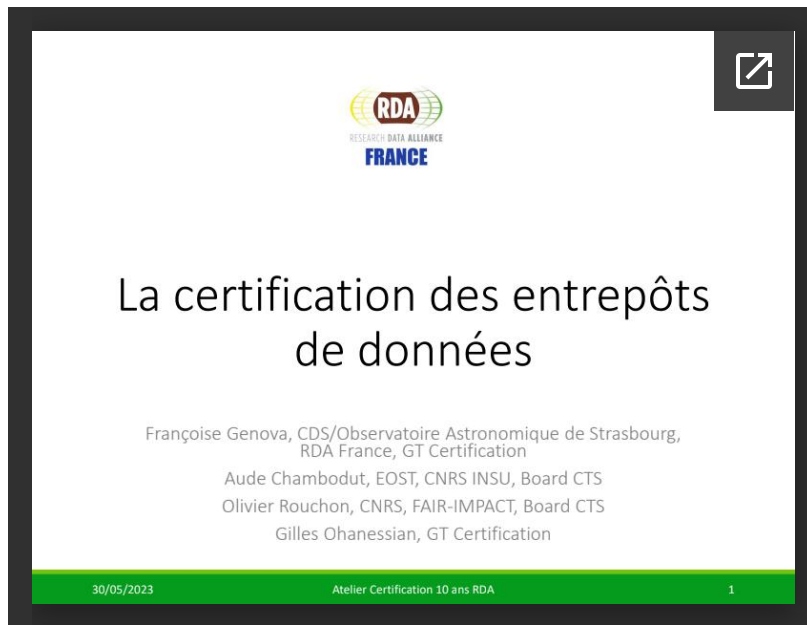 RDA
RESEARCH DATA ALLIANCE
FRANCE
La certification des entrepôts
de données
Françoise Genova, CDS/Observatoire Astronomique de Strasbourg,
RDA France, GT Certification
Aude Chambodut, EOST, CNRS INSU, Board CTS
Olivier Rouchon, CNRS, FAIR-IMPACT, Board CTS
Gilles Ohanessian, GT Certification
30/05/2023 Atelier Certification 10 ans RDA 1